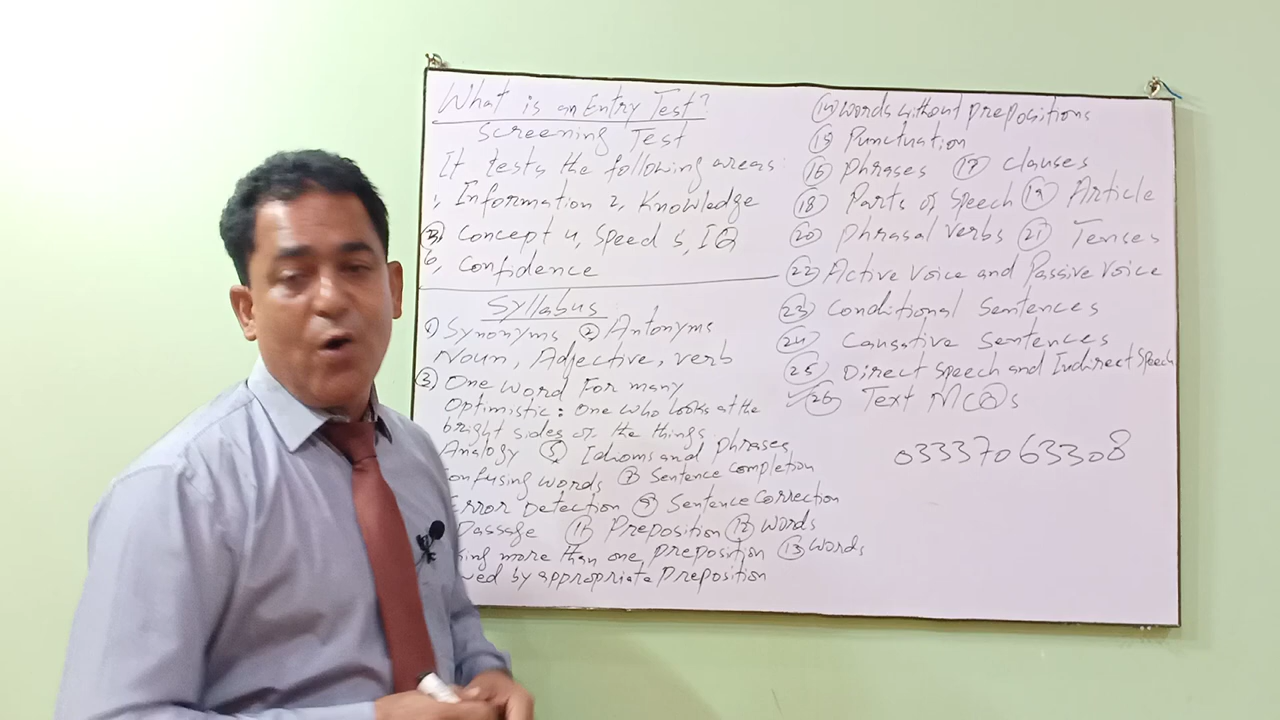 What is an Entry Test?
Screening Test
It tests the following areas:
1, Information 2, Knowledge
3, Concept 4, Speed 5, IQ
6, Confidence
Syllabus
1) Synonyms 2 Antonyms
Noun, Adjective, verb
3 One word For many
Optimistic: one who looks at the
bright sides of the things
Analogy 5 Idioms and phrases
onfusing words 7 Sentence completion
Error Detection 9 Sentence Correction
Passage 11 Preposition 12 words
ing more than one preposition 13 words
wed by appropriate Preposition
14 words without prepositions
15 Punctuation
16 Phrases 17 Clauses
18 Parts of Speech 19 Article
20 Phrasal verbs 21 Tenses
22 Active Voice and Passive Voice
23 Conditional Sentences
24 Causative Sentences
25 Direct Speech and Indirect Speech
26 Text MCQs
03337063308